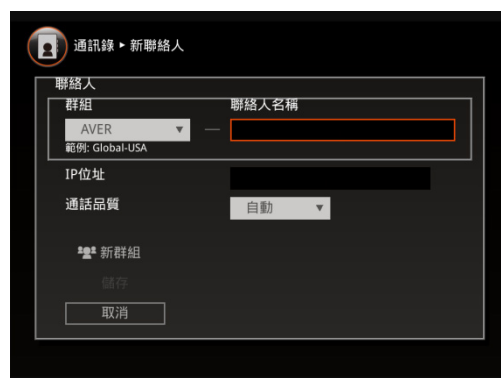 通訊錄 ▸ 新聯絡人
聯絡人
群組 聯絡人名稱
AVER ▼ —
範例: Global-USA
IP位址
通話品質 自動 ▼
新群組
儲存
取消